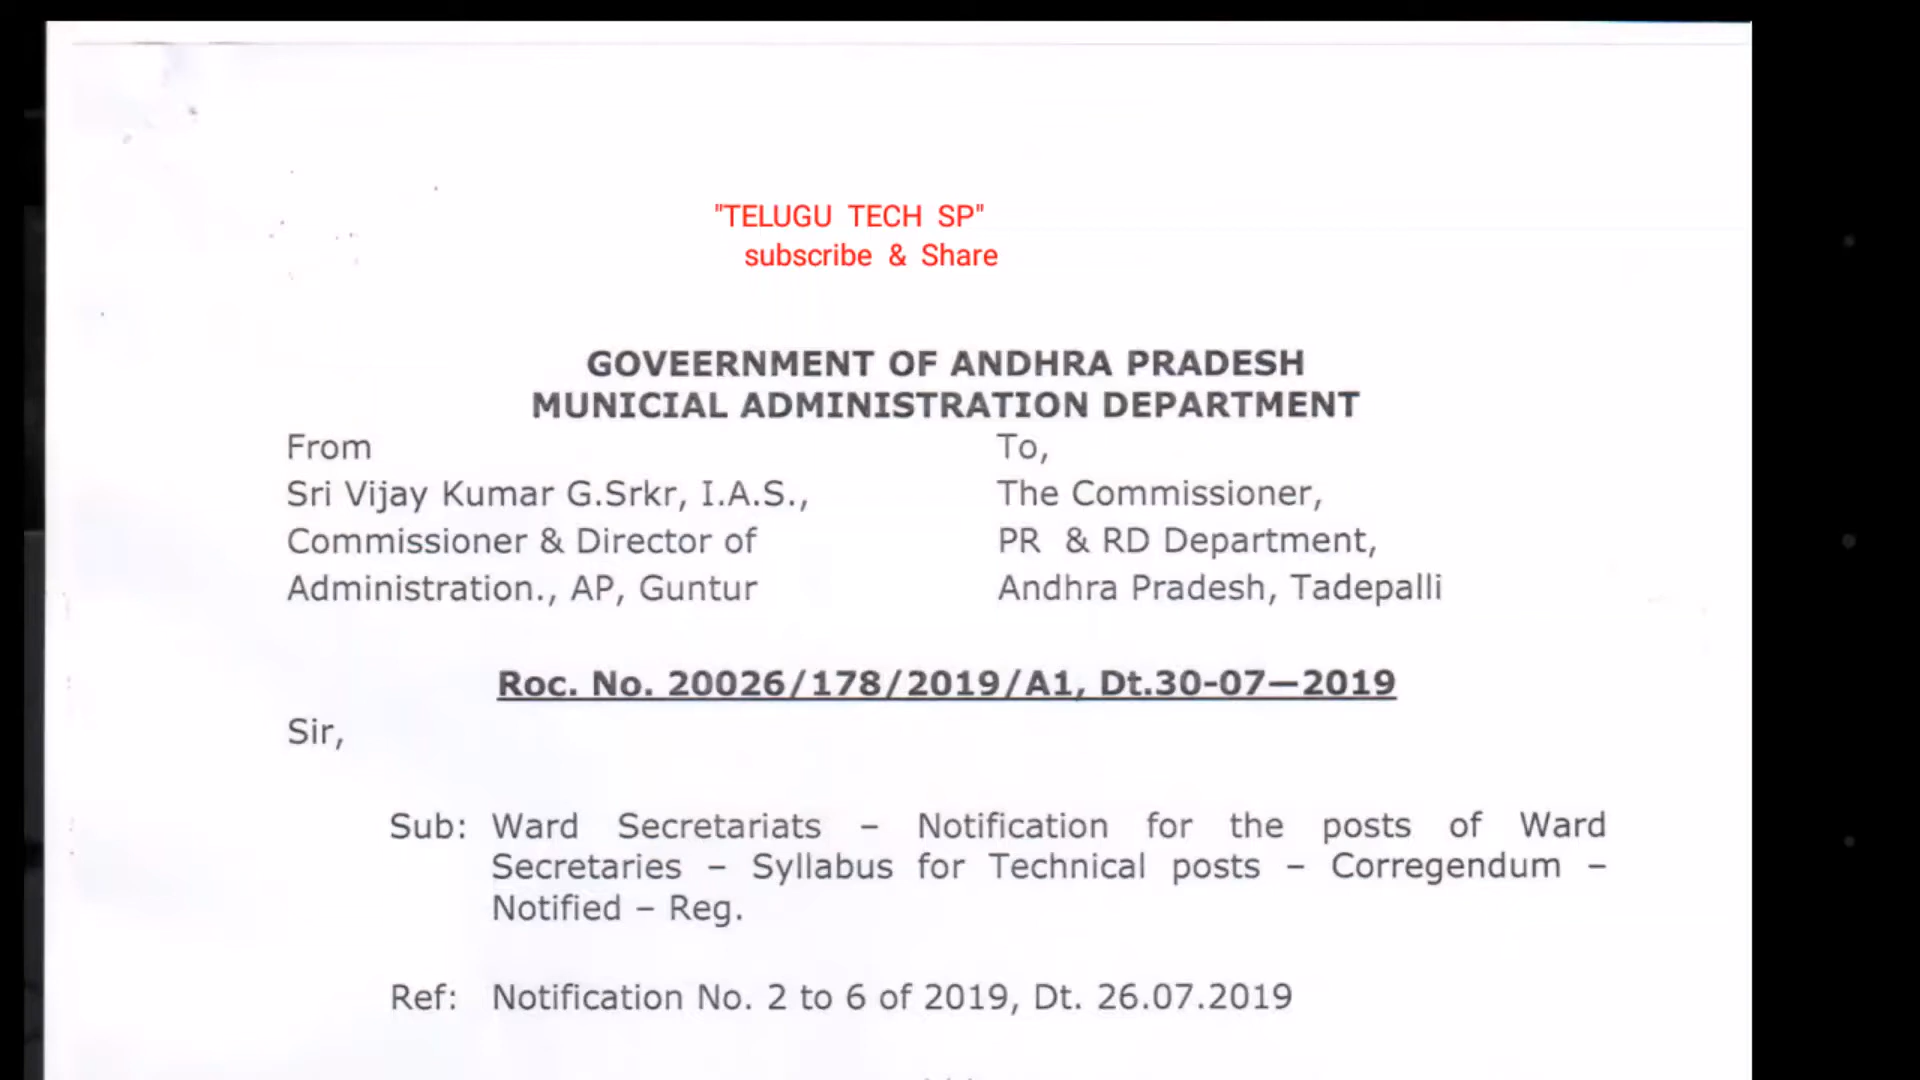 "TELUGU TECH SP"
subscribe & Share
GOVEERNMENT OF ANDHRA PRADESH
MUNICIAL ADMINISTRATION DEPARTMENT
From
Sri Vijay Kumar G.Srkr, I.A.S.,
Commissioner & Director of
Administration., AP, Guntur
To,
The Commissioner,
PR & RD Department,
Andhra Pradesh, Tadepalli
Roc. No. 20026/178/2019/A1, Dt.30-07—2019
Sir,
Sub: Ward Secretariats – Notification for the posts of Ward
Secretaries – Syllabus for Technical posts – Corregendum –
Notified – Reg.
Ref: Notification No. 2 to 6 of 2019, Dt. 26.07.2019